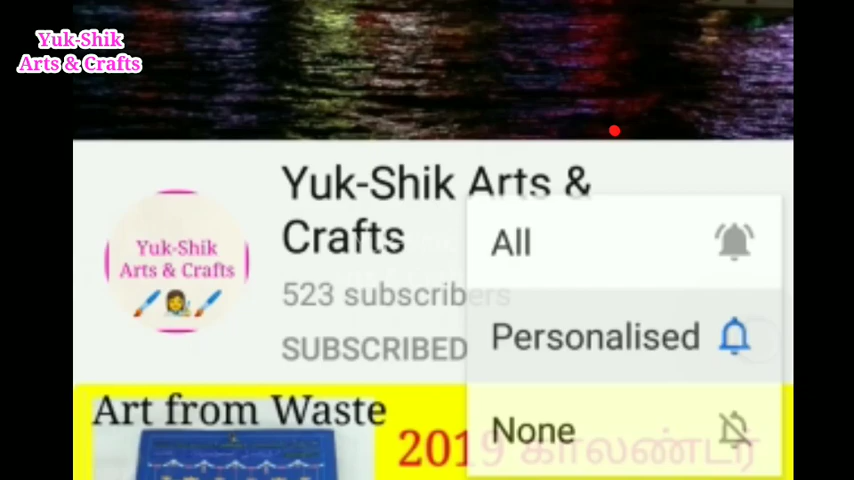 Yuk-Shik
Arts & Crafts
Yuk-Shik Arts &
Crafts
Yuk-Shik
Arts & Crafts
523 subscribers
SUBSCRIBED
All
Personalised
None
Art from Waste
2019 காலண்டர்